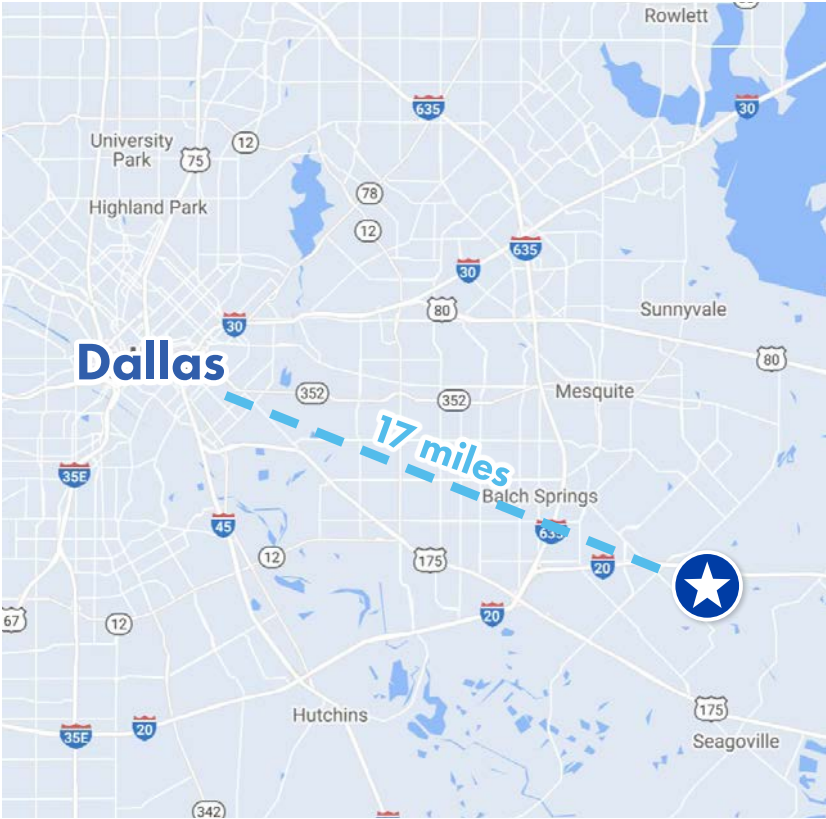 Rowlett
635
30
University
Park
12
75
78
Highland Park
12
635
30
80
Sunnyvale
30
Dallas
80
352
352
Mesquite
17 miles
35E
Balch Springs
45
635
12
175
20
67
12
20
175
Hutchins
35E
20
Seagoville
342